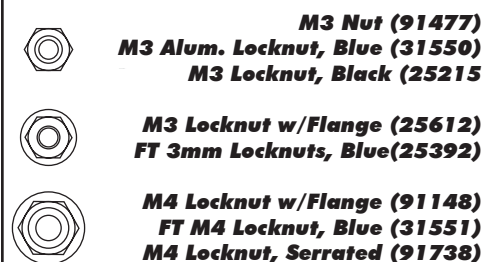 M3 Nut (91477)
M3 Alum. Locknut, Blue (31550)
M3 Locknut, Black (25215
M3 Locknut w/Flange (25612)
FT 3mm Locknuts, Blue(25392)
M4 Locknut w/Flange (91148)
FT M4 Locknut, Blue (31551)
M4 Locknut, Serrated (91738)